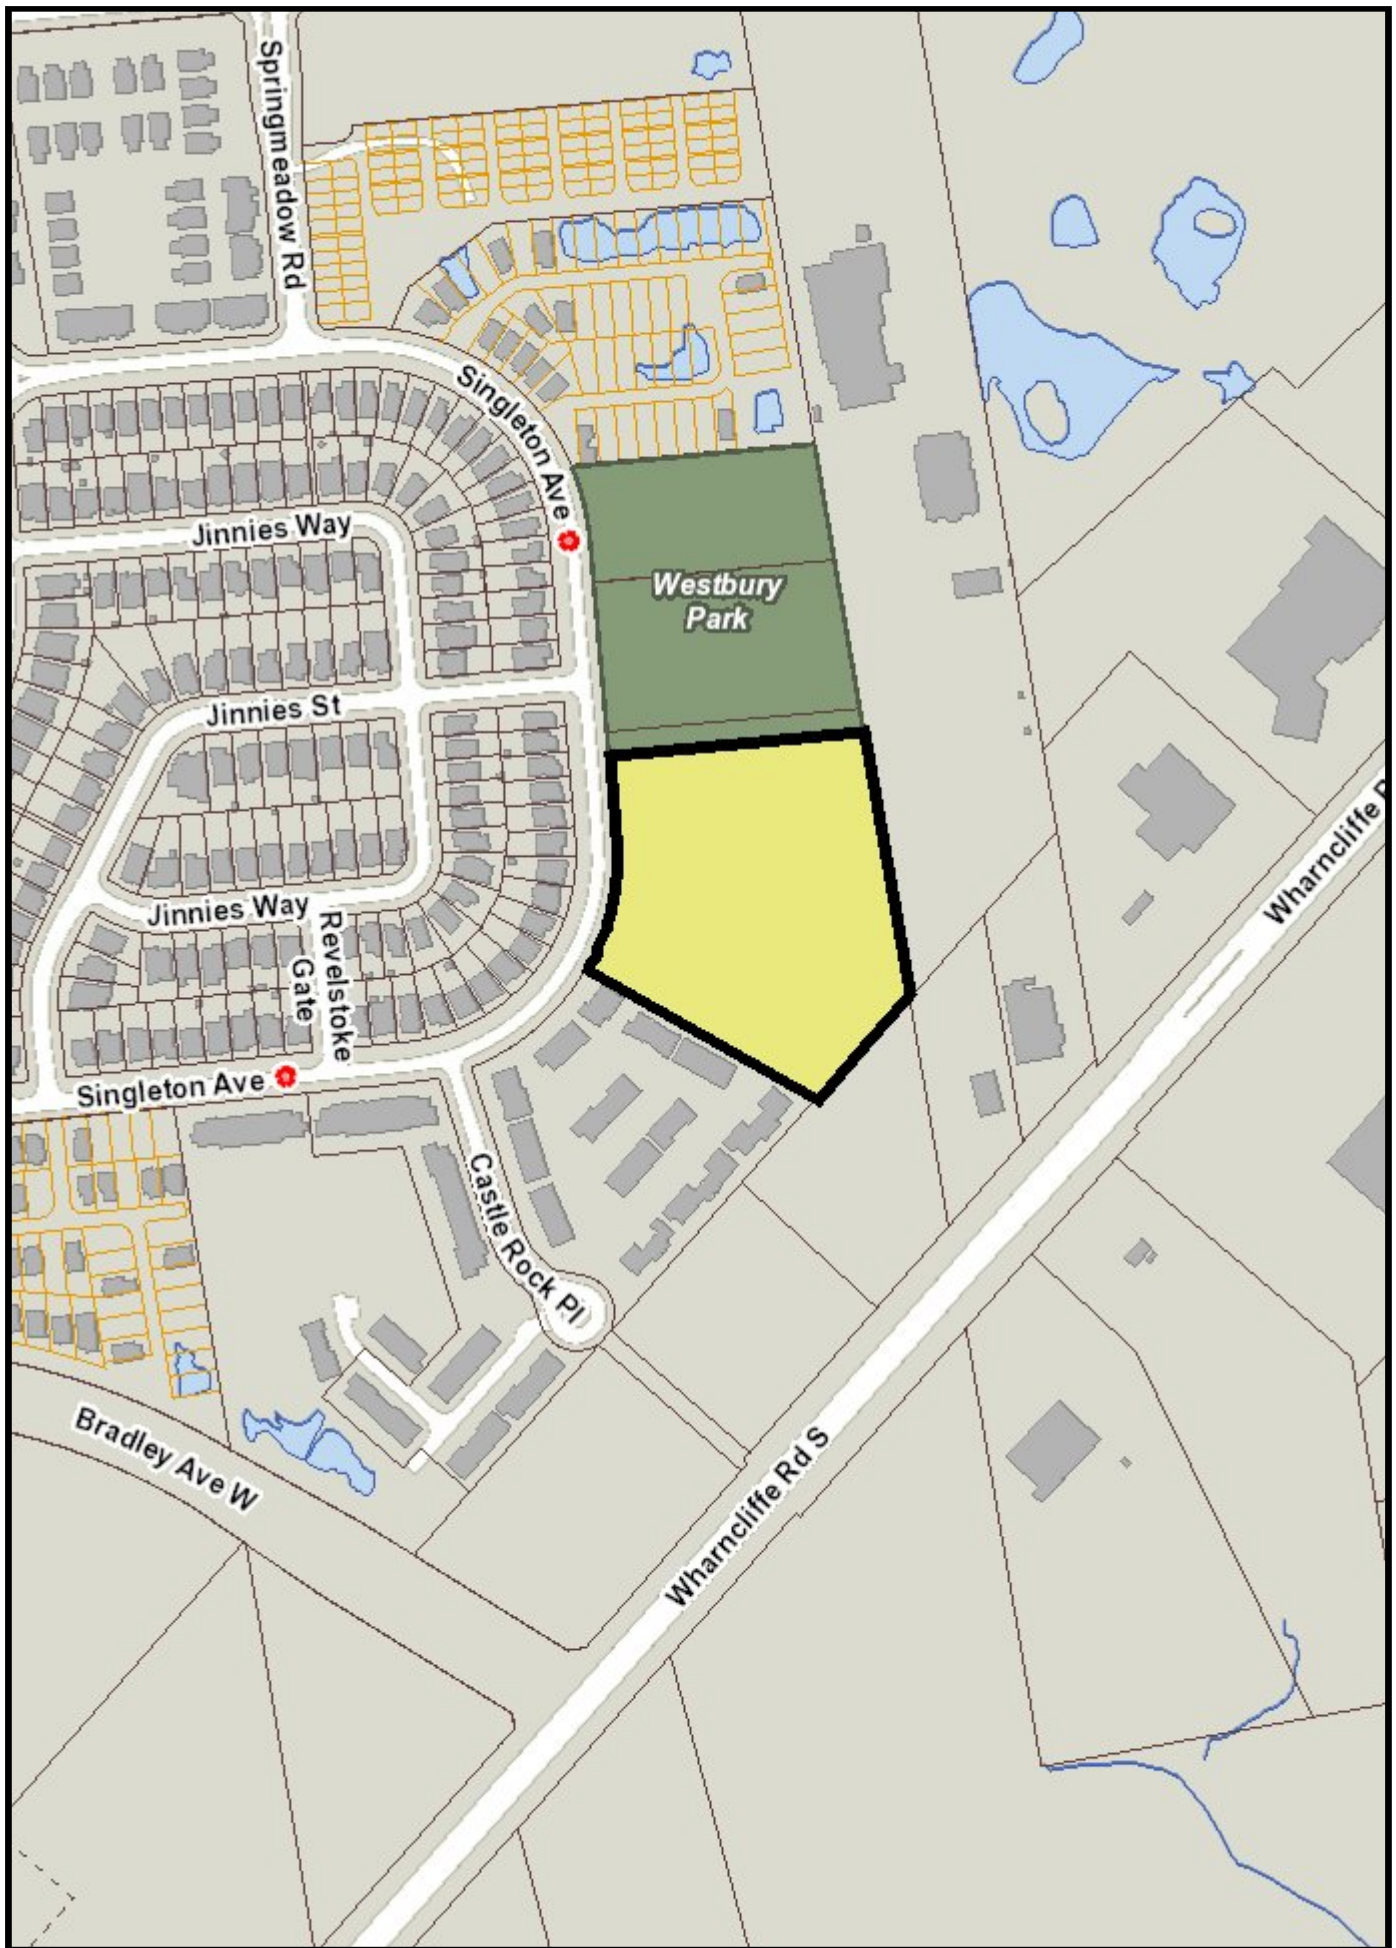 Springmeadow Rd
Singleton Ave
Jinnies Way
Westbury
Park
Jinnies St
Wharncliffe
Jinnies Way
Revelstoke
Gate
Singleton Ave
Castle Rock Pl
Bradley Ave W
Wharncliffe Rd S